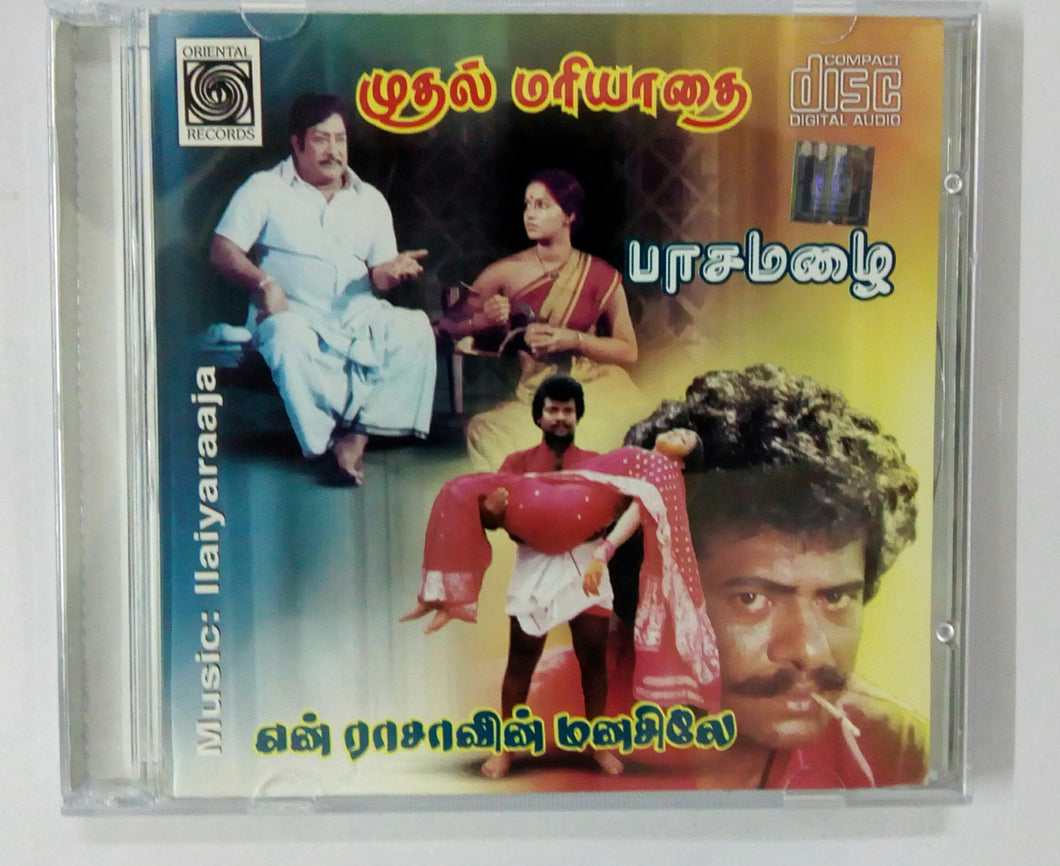 ORIENTAL
RECORDS
முதல் மரியாதை
COMPACT
disc
DIGITAL AUDIO
பாசமழை
Music: Ilaiyaraaja
என் ராசாவின் மனசிலே